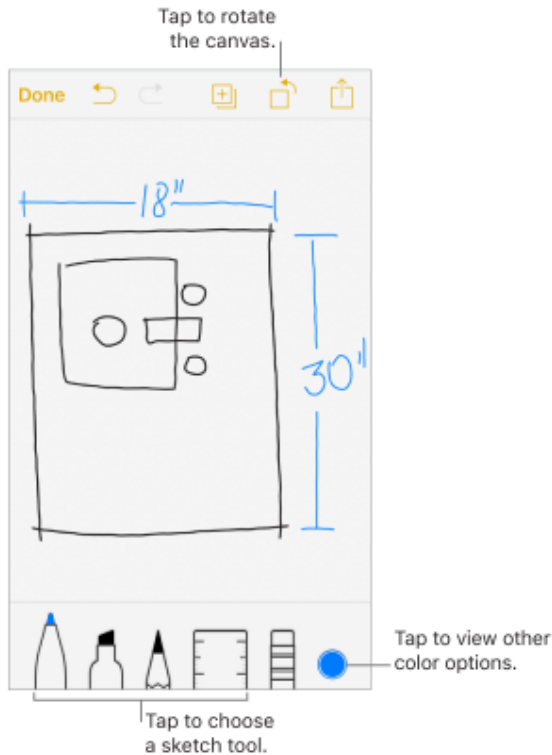 Tap to rotate
the canvas.
Done
18"
30"
Tap to view other
color options.
Tap to choose
a sketch tool.